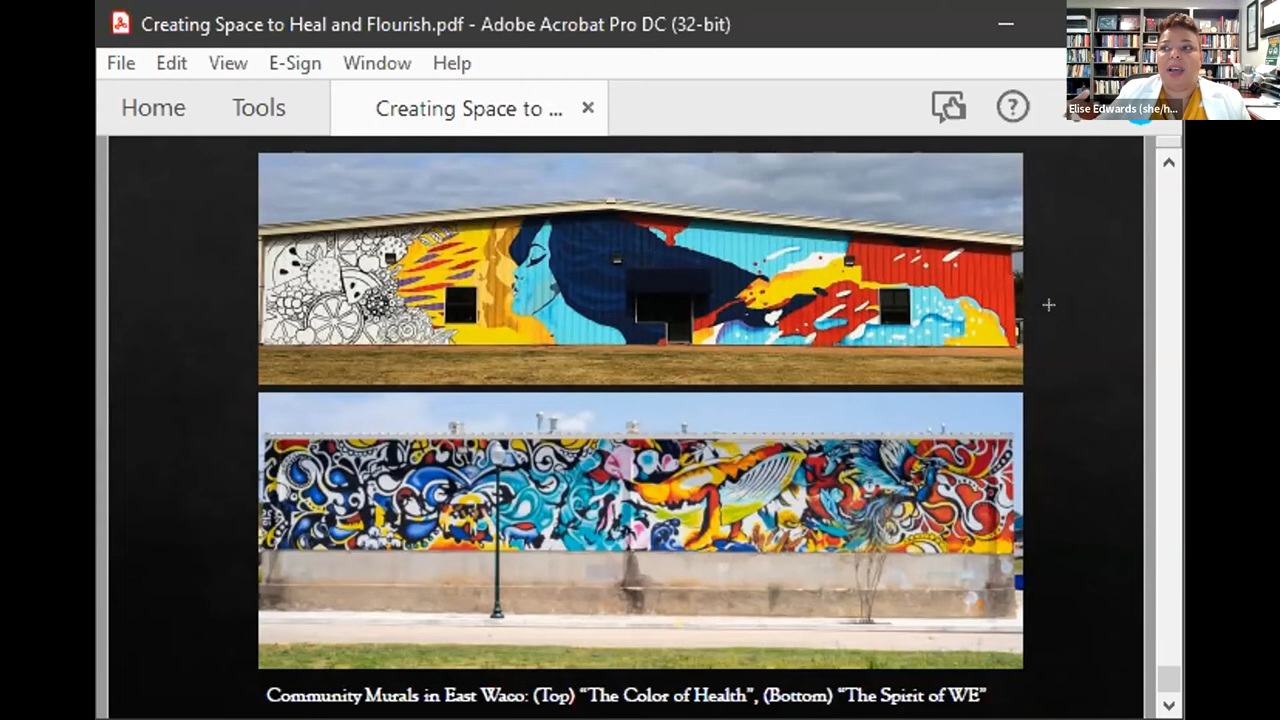 Creating Space to Heal and Flourish.pdf - Adobe Acrobat Pro DC (32-bit)
File Edit View E-Sign Window Help
Home Tools Creating Space to ...
Elise Edwards (she/h...
Community Murals in East Waco: (Top) “The Color of Health”, (Bottom) “The Spirit of WE”